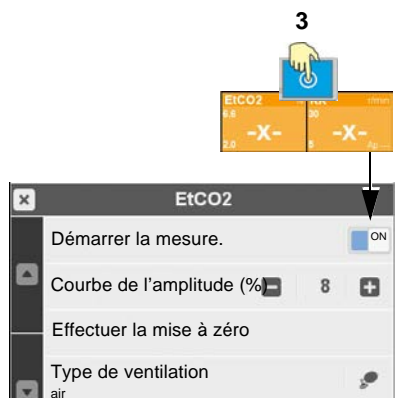 3
EtCO2 RR r/min
6.6 30
-X- -X-
2.0 5 Ap ---
EtCO2
Démarrer la mesure. ON
Courbe de l'amplitude (%) 8
Effectuer la mise à zéro
Type de ventilation
air